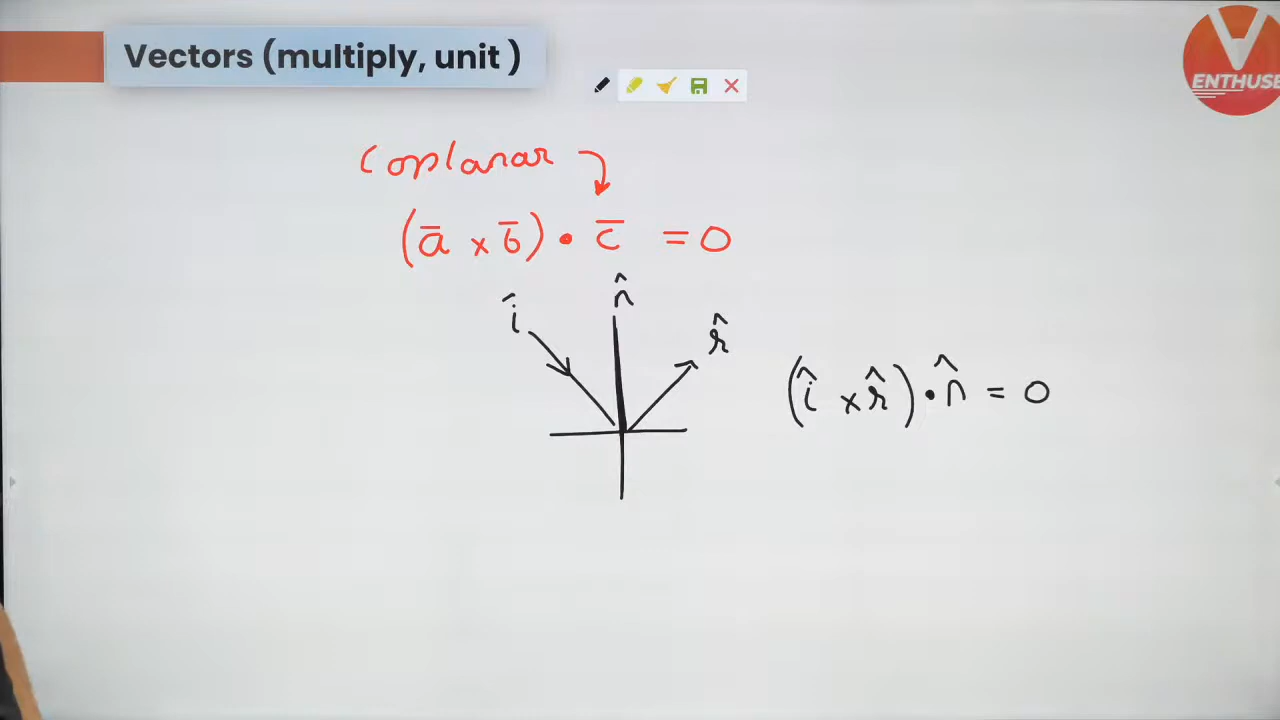 Vectors (multiply, unit )
ENTHUSE
Coplanar
(a̅ × b̅) • c̅ = 0
n̂
î
r̂
(î × r̂) • n̂ = 0